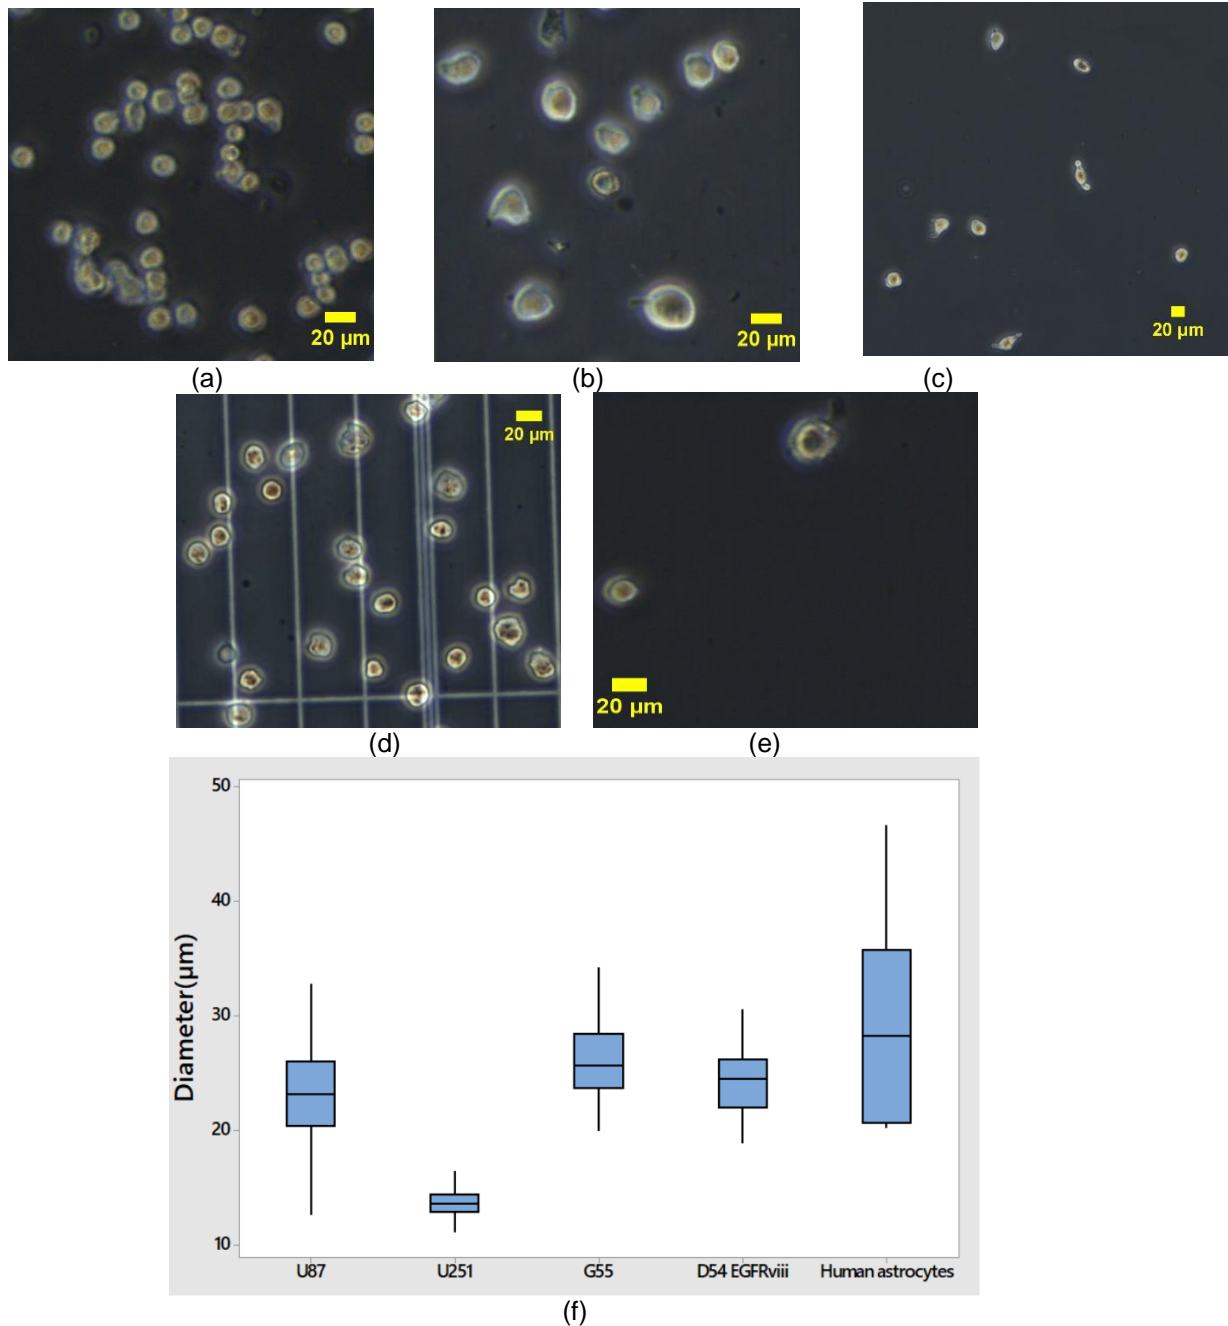 20 µm
20 µm
20 µm
(a)
(b)
(c)
20 µm
20 µm
(d)
(e)
50
40
30
20
10
Diameter(µm)
U87
U251
G55
D54 EGFRviii
Human astrocytes
(f)